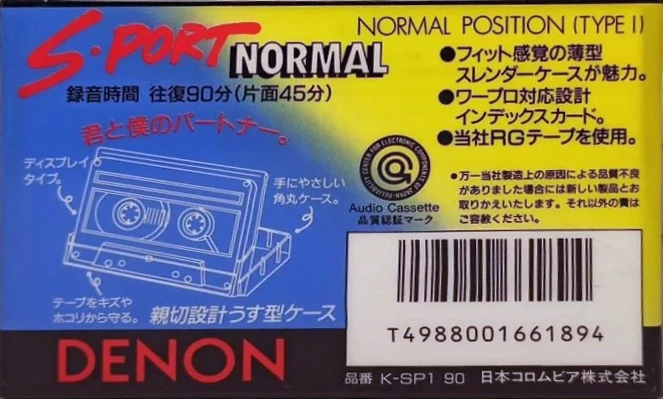 S・PORT NORMAL
録音時間 往復90分(片面45分)
君と僕のパートナー。
ディスプレイ
タイプ。
手にやさしい
角丸ケース。
テープをキズや
ホコリから守る。
親切設計うす型ケース
DENON
NORMAL POSITION (TYPE I)
●フィット感覚の薄型
スレンダーケースが魅力。
●ワープロ対応設計
インデックスカード。
●当社RGテープを使用。
RELIABILITY CENTER FOR ELECTRONIC COMPONENTS OF JAPAN
Audio Cassette
品質認証マーク
●万一当社製造上の原因による品質不良
がありました場合には新しい製品とお
取りかえいたします。それ以外の責は
ご容赦ください。
T4988001661894
品番 K-SP1 90 日本コロムビア株式会社